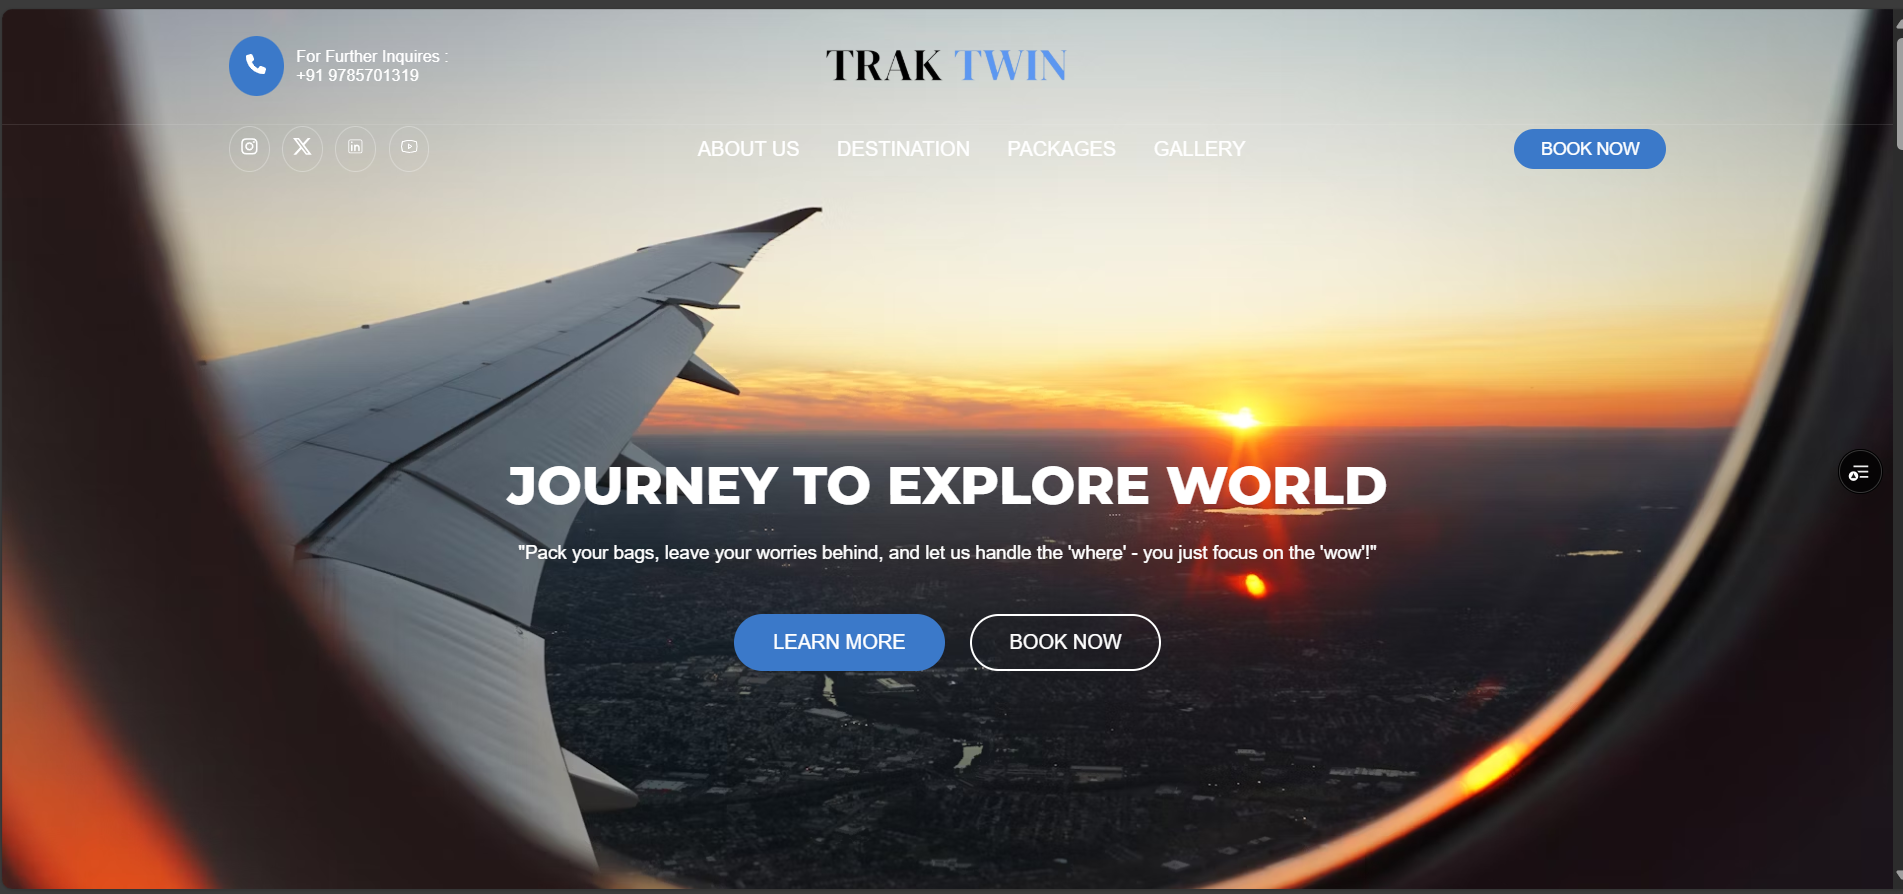 For Further Inquires :
+91 9785701319
TRAK TWIN
ABOUT US
DESTINATION
PACKAGES
GALLERY
BOOK NOW
JOURNEY TO EXPLORE WORLD
"Pack your bags, leave your worries behind, and let us handle the 'where' - you just focus on the 'wow'!"
LEARN MORE
BOOK NOW